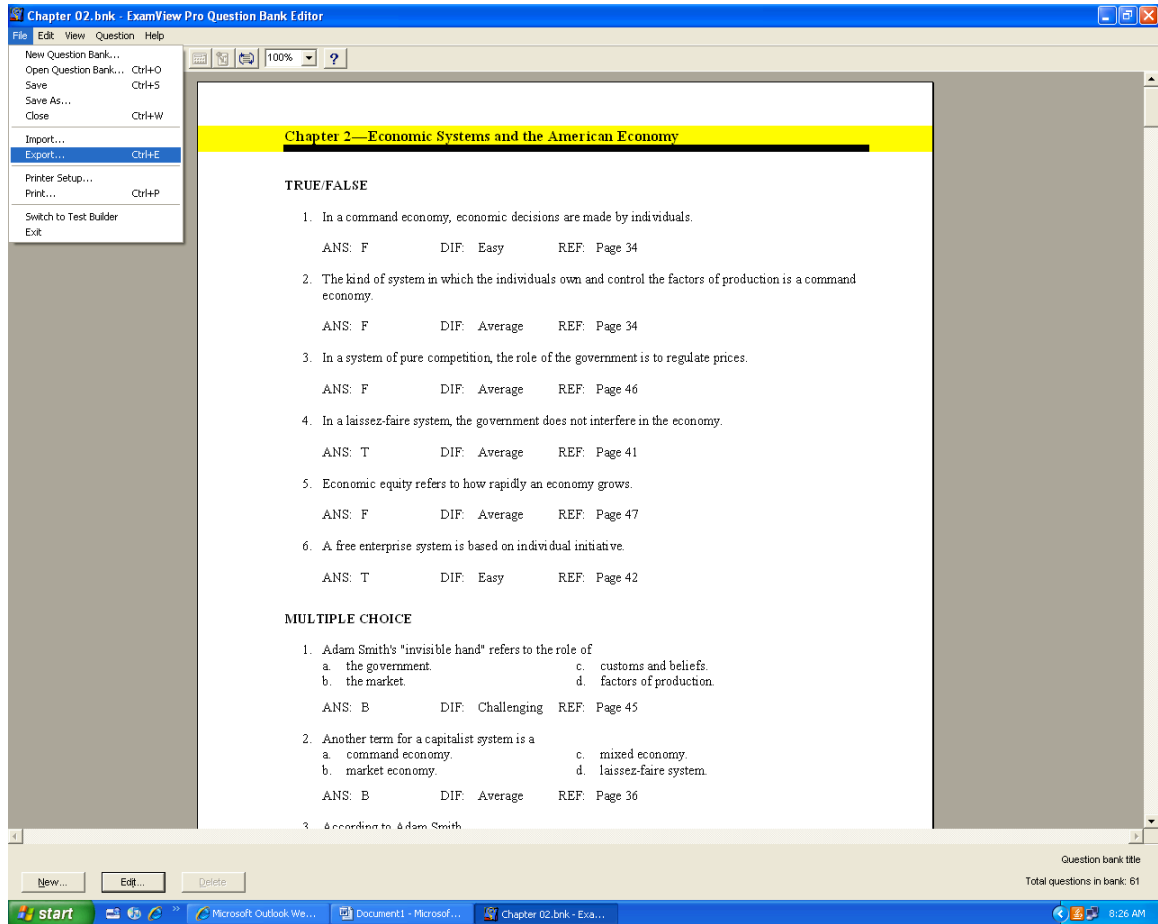 Chapter 02.bnk - ExamView Pro Question Bank Editor
File Edit View Question Help
New Question Bank...
Open Question Bank... Ctrl+O
Save Ctrl+S
Save As...
Close Ctrl+W
Import...
Export... Ctrl+E
Printer Setup...
Print... Ctrl+P
Switch to Test Builder
Exit
100% ?
Chapter 2—Economic Systems and the American Economy
TRUE/FALSE
1. In a command economy, economic decisions are made by individuals.
ANS: F DIF: Easy REF: Page 34
2. The kind of system in which the individuals own and control the factors of production is a command
economy.
ANS: F DIF: Average REF: Page 34
3. In a system of pure competition, the role of the government is to regulate prices.
ANS: F DIF: Average REF: Page 46
4. In a laissez-faire system, the government does not interfere in the economy.
ANS: T DIF: Average REF: Page 41
5. Economic equity refers to how rapidly an economy grows.
ANS: F DIF: Average REF: Page 47
6. A free enterprise system is based on individual initiative.
ANS: T DIF: Easy REF: Page 42
MULTIPLE CHOICE
1. Adam Smith's "invisible hand" refers to the role of
a. the government. c. customs and beliefs.
b. the market. d. factors of production.
ANS: B DIF: Challenging REF: Page 45
2. Another term for a capitalist system is a
a. command economy. c. mixed economy.
b. market economy. d. laissez-faire system.
ANS: B DIF: Average REF: Page 36
3. According to Adam Smith
Question bank title
New... Edit... Delete Total questions in bank: 61
start » Microsoft Outlook We... Document1 - Microsof... Chapter 02.bnk - Exa... 8:26 AM